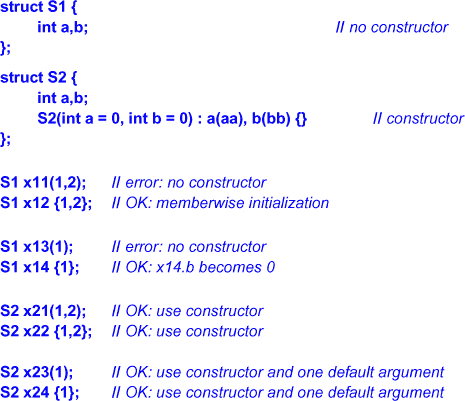 struct S1 {
int a,b; // no constructor
};
struct S2 {
int a,b;
S2(int a = 0, int b = 0) : a(aa), b(bb) {} // constructor
};
S1 x11(1,2); // error: no constructor
S1 x12 {1,2}; // OK: memberwise initialization
S1 x13(1); // error: no constructor
S1 x14 {1}; // OK: x14.b becomes 0
S2 x21(1,2); // OK: use constructor
S2 x22 {1,2}; // OK: use constructor
S2 x23(1); // OK: use constructor and one default argument
S2 x24 {1}; // OK: use constructor and one default argument